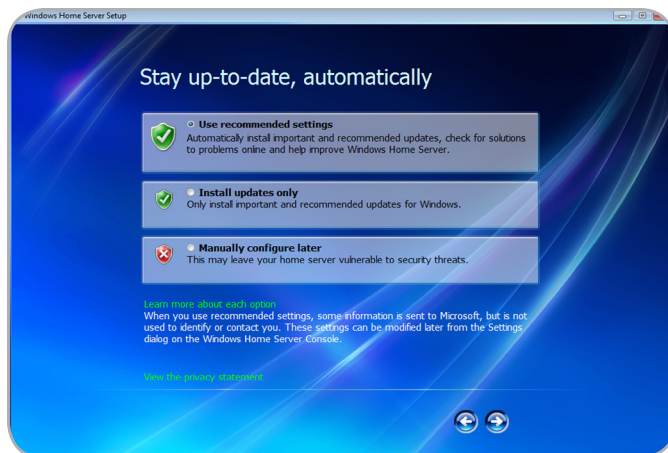 Windows Home Server Setup
Stay up-to-date, automatically
Use recommended settings
Automatically install important and recommended updates, check for solutions
to problems online and help improve Windows Home Server.
Install updates only
Only install important and recommended updates for Windows.
Manually configure later
This may leave your home server vulnerable to security threats.
Learn more about each option
When you use recommended settings, some information is sent to Microsoft, but is not
used to identify or contact you. These settings can be modified later from the Settings
dialog on the Windows Home Server Console.
View the privacy statement